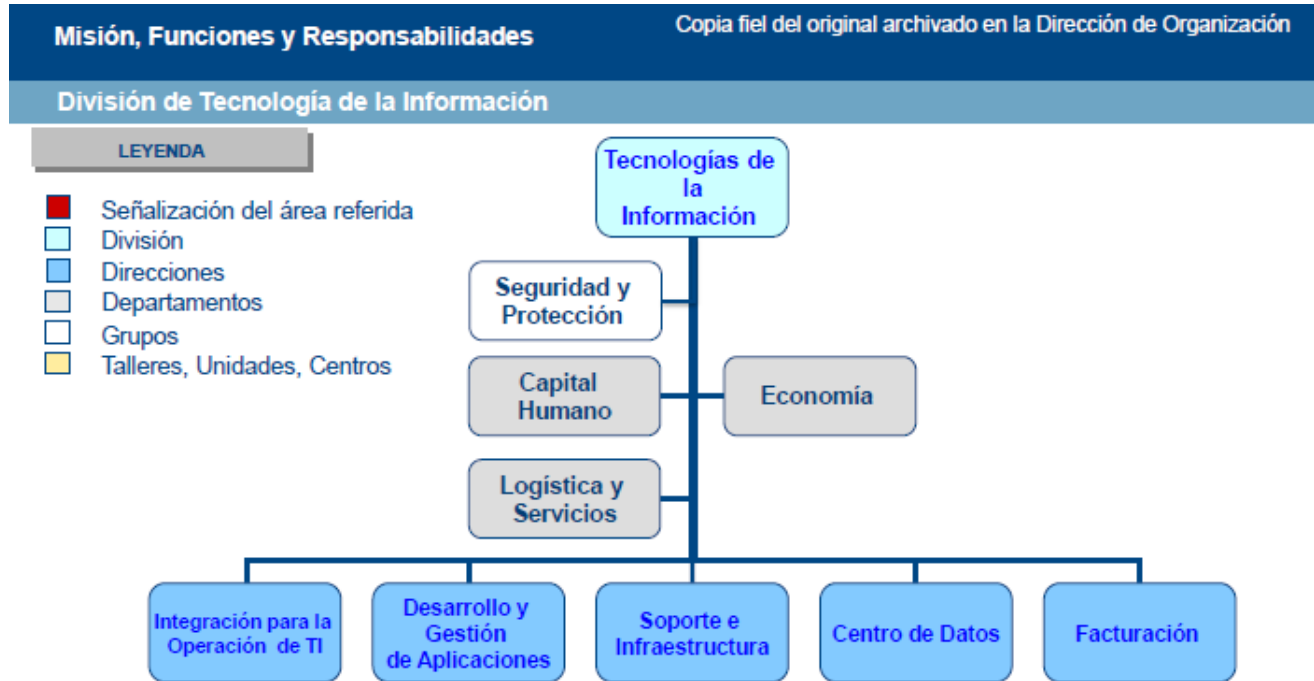 Misión, Funciones y Responsabilidades
Copia fiel del original archivado en la Dirección de Organización
División de Tecnología de la Información
LEYENDA
Señalización del área referida
División
Direcciones
Departamentos
Grupos
Talleres, Unidades, Centros
Tecnologías de
la
Información
Seguridad y
Protección
Capital
Humano
Economía
Logística y
Servicios
Integración para la
Operación de TI
Desarrollo y
Gestión
de Aplicaciones
Soporte e
Infraestructura
Centro de Datos
Facturación